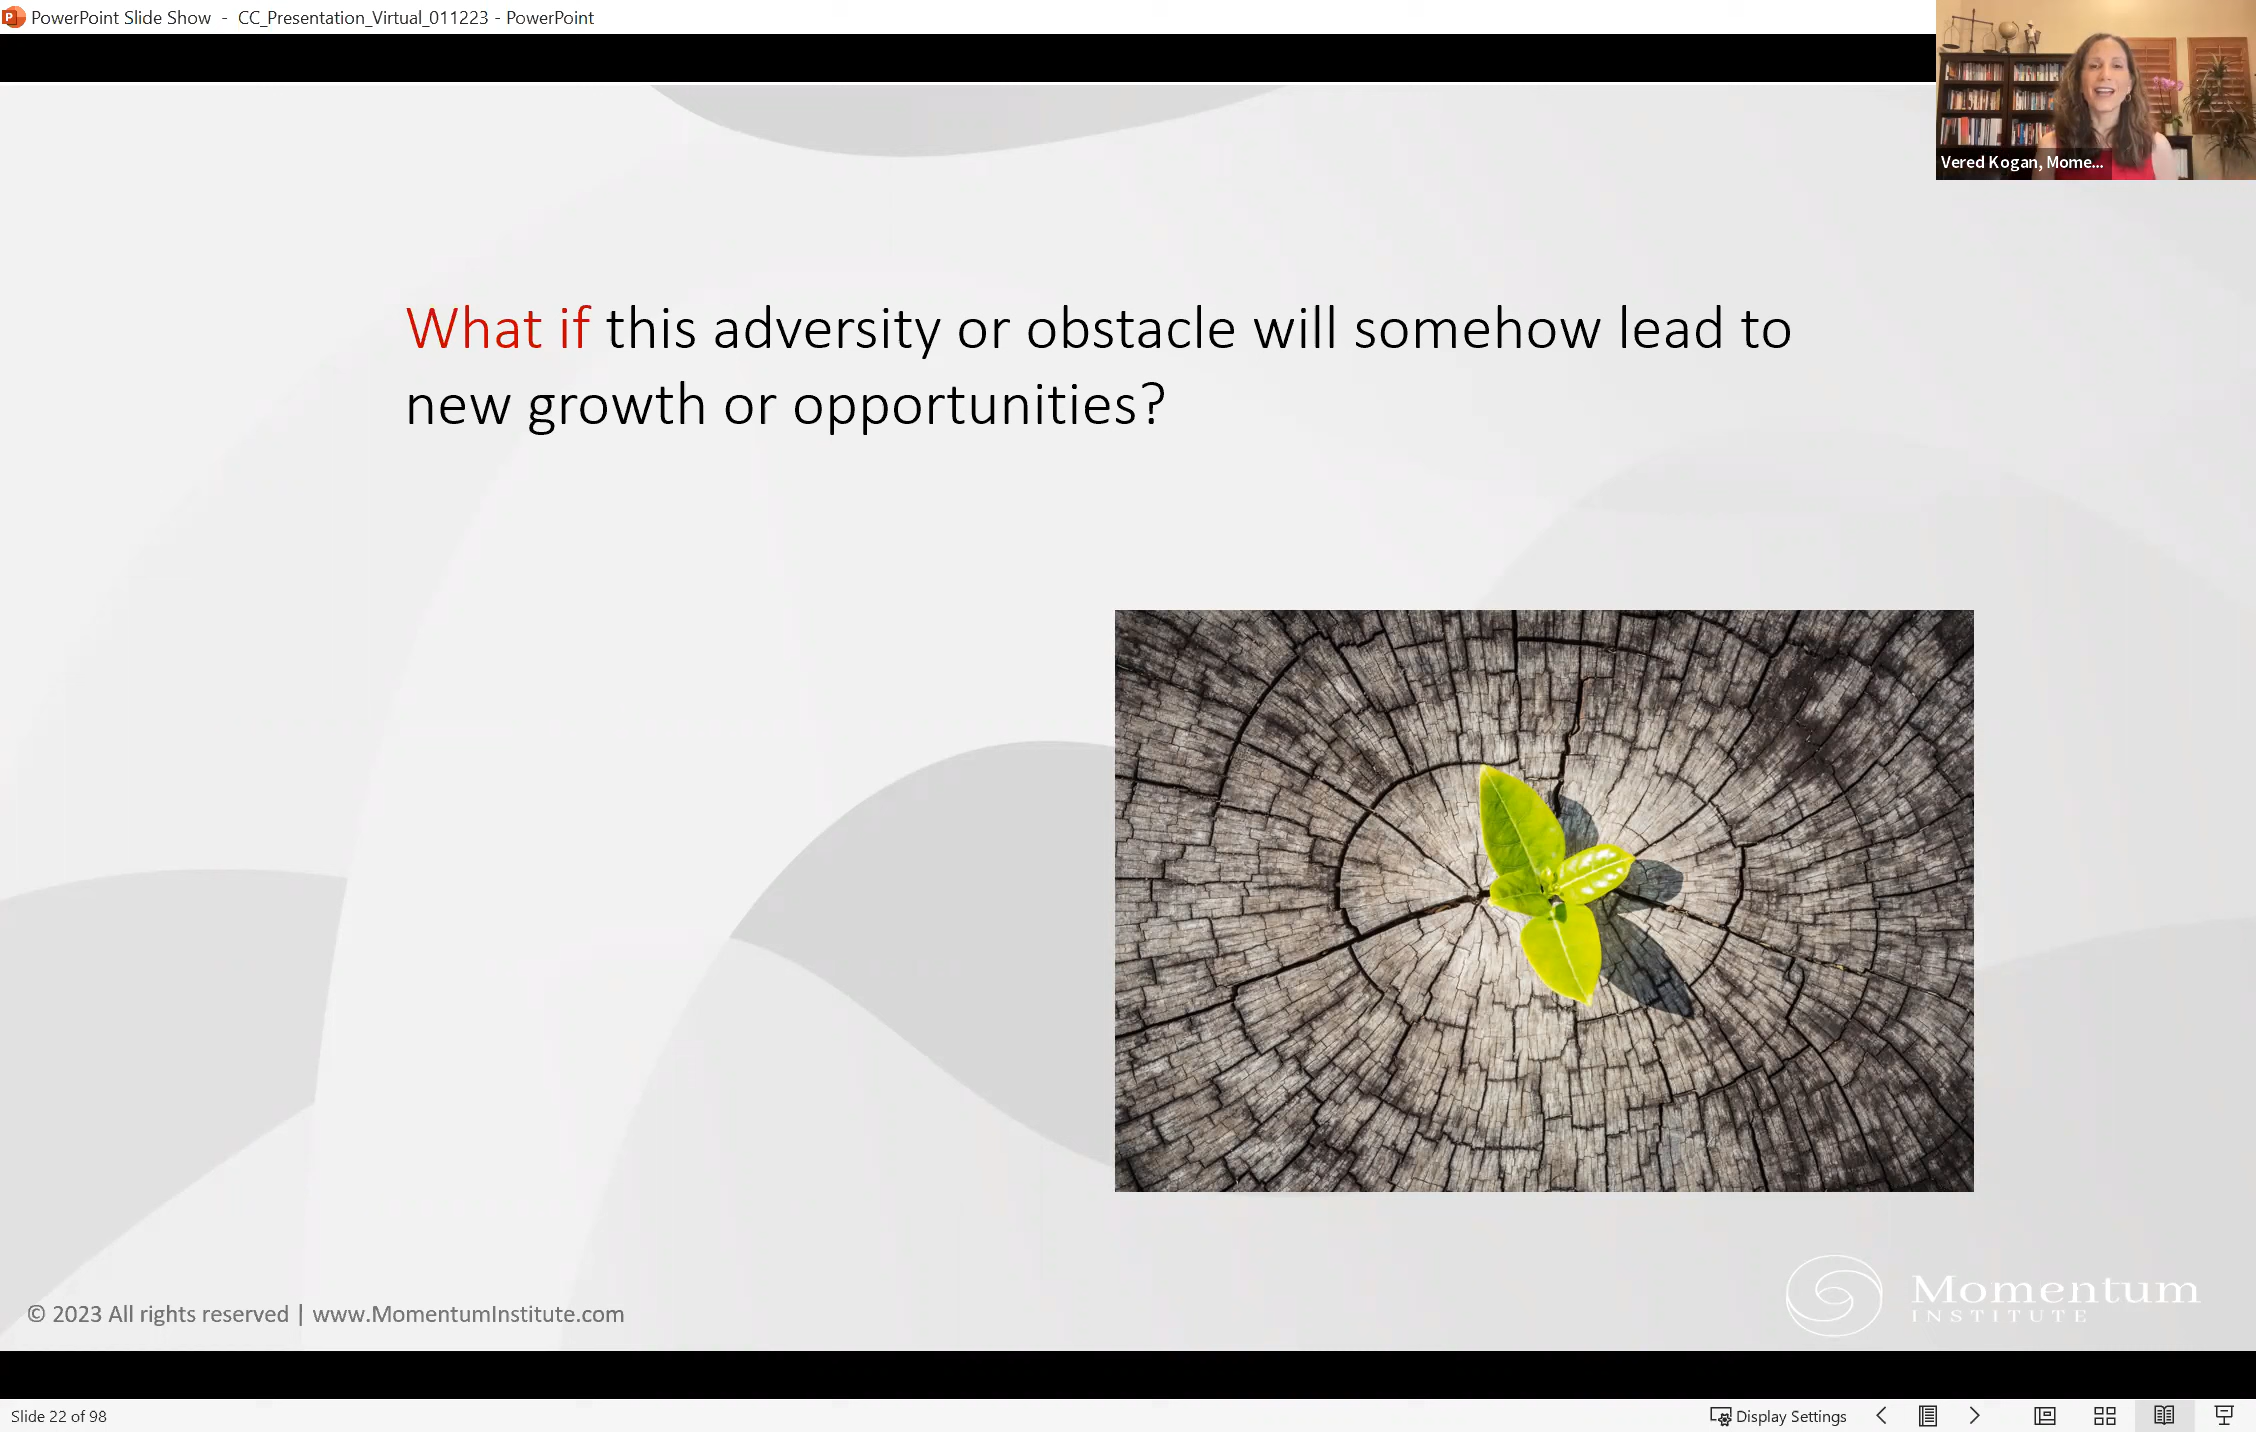 PowerPoint Slide Show - CC_Presentation_Virtual_011223 - PowerPoint
Vered Kogan, Mome...
What if this adversity or obstacle will somehow lead to
new growth or opportunities?
© 2023 All rights reserved | www.MomentumInstitute.com
Momentum
INSTITUTE
Slide 22 of 98
Display Settings